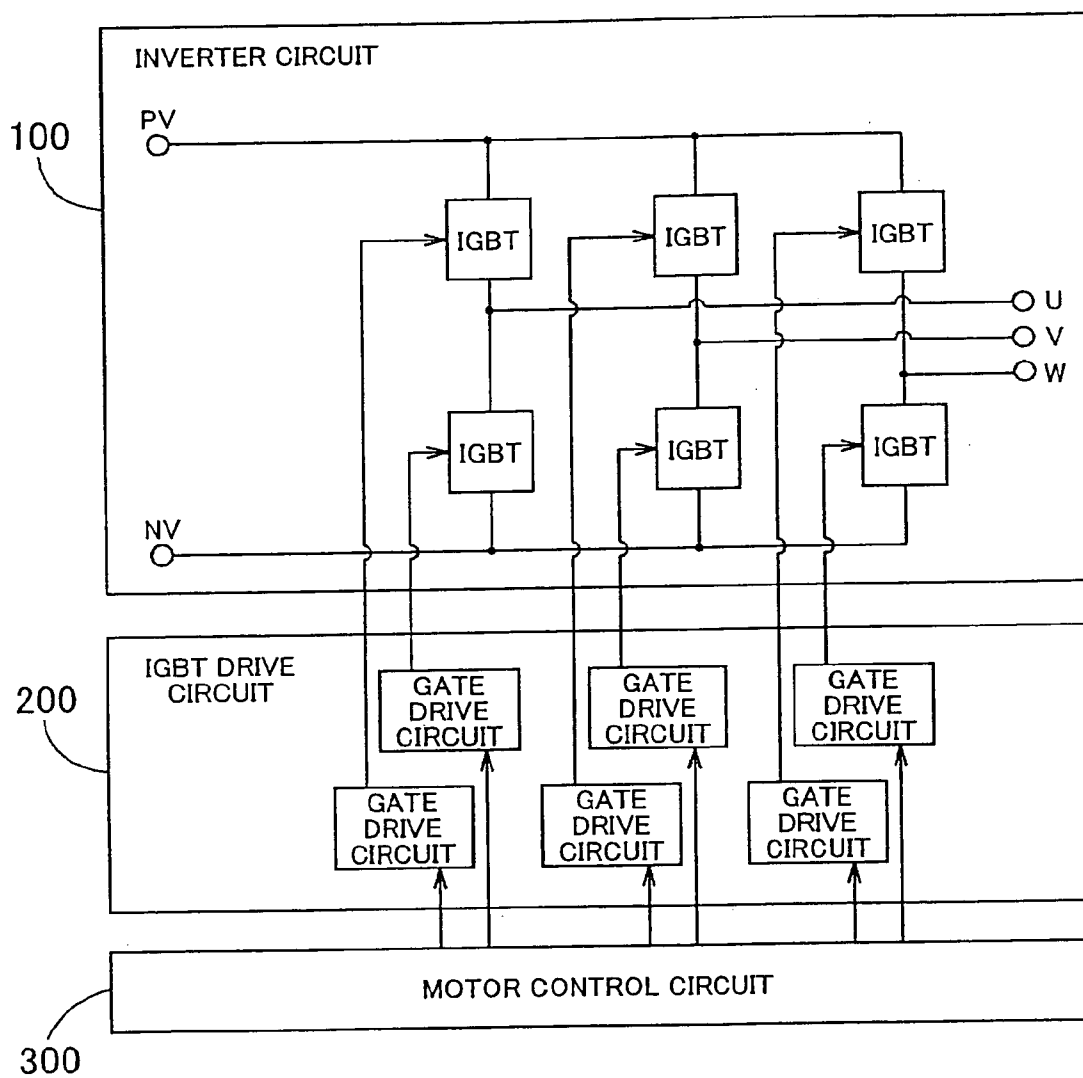 INVERTER CIRCUIT
PV
100
IGBT
IGBT
IGBT
U
V
W
IGBT
IGBT
IGBT
NV
IGBT DRIVE
CIRCUIT
200
GATE
DRIVE
CIRCUIT
GATE
DRIVE
CIRCUIT
GATE
DRIVE
CIRCUIT
GATE
DRIVE
CIRCUIT
GATE
DRIVE
CIRCUIT
GATE
DRIVE
CIRCUIT
MOTOR CONTROL CIRCUIT
300